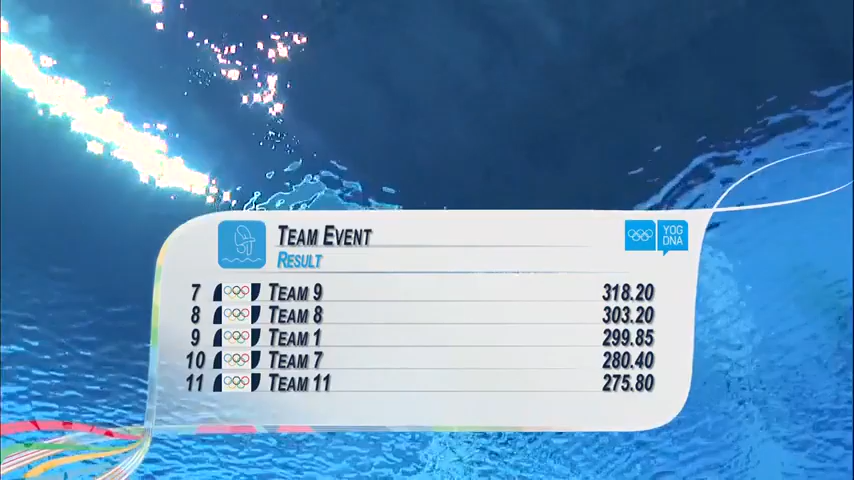 TEAM EVENT
RESULT
YOG
DNA
7 TEAM 9 318.20
8 TEAM 8 303.20
9 TEAM 1 299.85
10 TEAM 7 280.40
11 TEAM 11 275.80